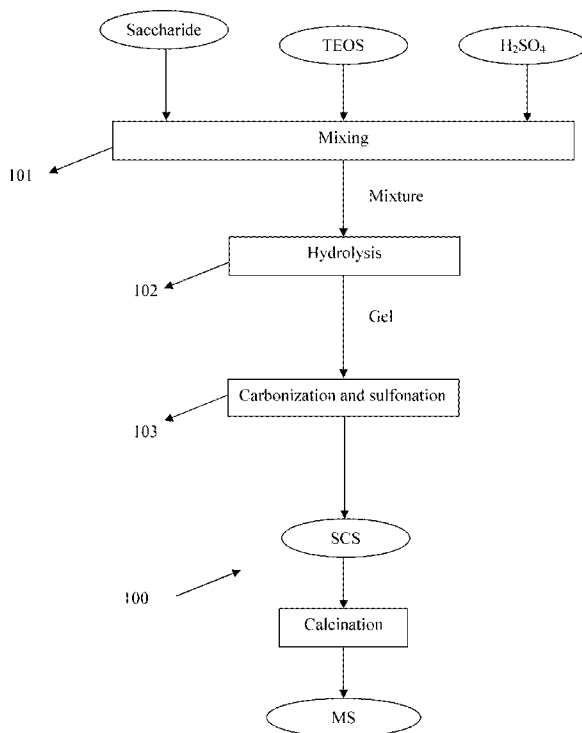 Saccharide
TEOS
H₂SO₄
Mixing
101
Mixture
Hydrolysis
102
Gel
Carbonization and sulfonation
103
SCS
100
Calcination
MS